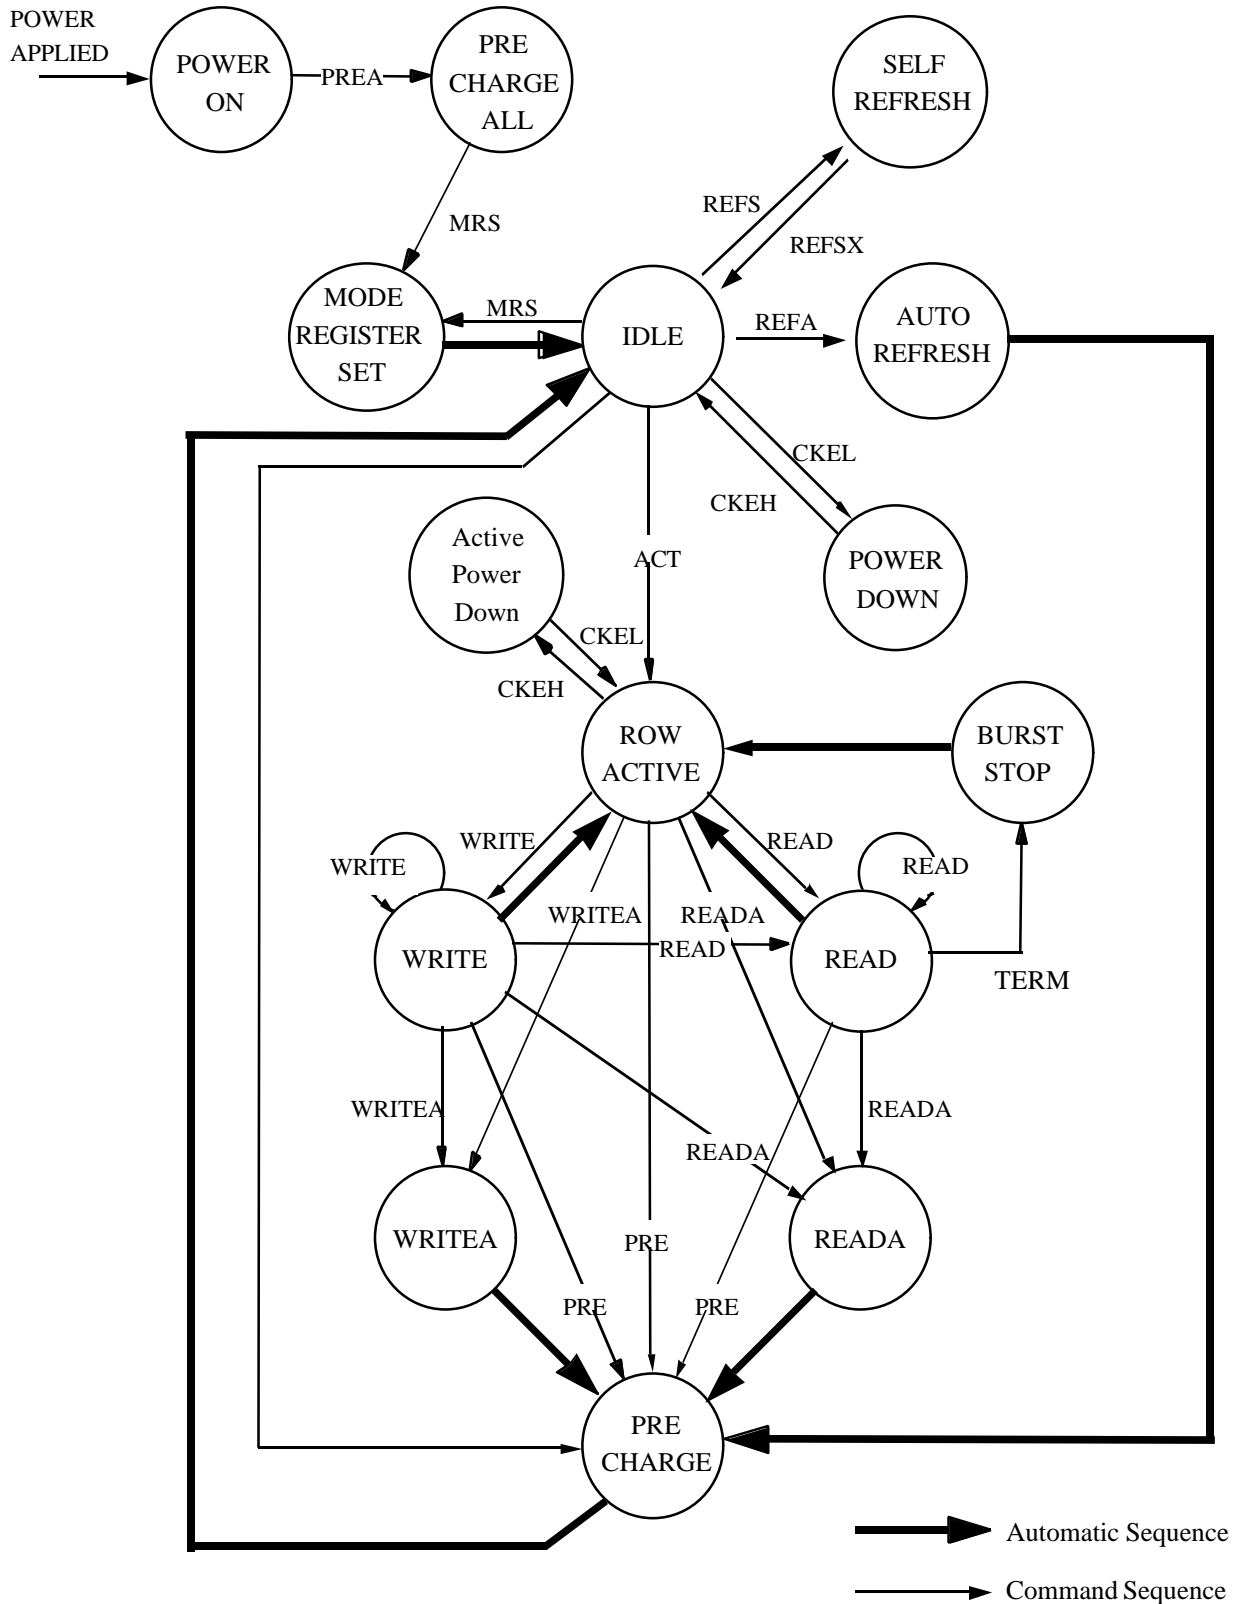 POWER
APPLIED
POWER
ON
PREA
PRE
CHARGE
ALL
SELF
REFRESH
MRS
REFS
REFSX
MODE
REGISTER
SET
MRS
IDLE
REFA
AUTO
REFRESH
CKEL
CKEH
Active
Power
Down
ACT
POWER
DOWN
CKEL
CKEH
ROW
ACTIVE
BURST
STOP
WRITE
READ
WRITE
READ
WRITEA
READA
WRITE
READ
READ
TERM
WRITEA
READA
READA
WRITEA
READA
PRE
PRE
PRE
PRE
CHARGE
Automatic Sequence
Command Sequence